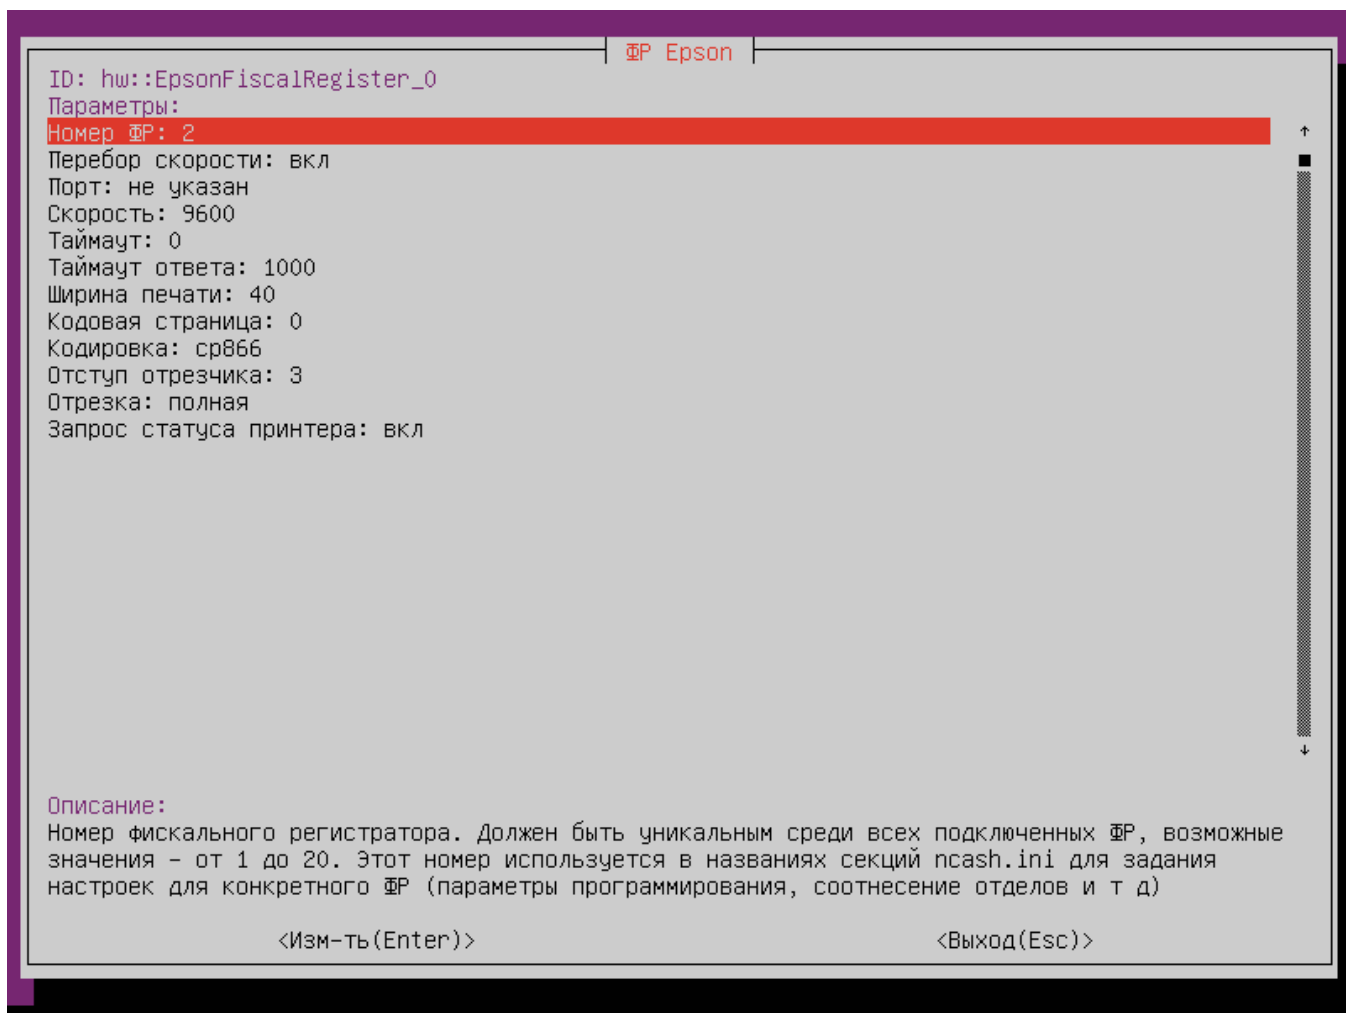 ФР Epson
ID: hw::EpsonFiscalRegister_0
Параметры:
Номер ФР: 2
Перебор скорости: вкл
Порт: не указан
Скорость: 9600
Таймаут: 0
Таймаут ответа: 1000
Ширина печати: 40
Кодовая страница: 0
Кодировка: cp866
Отступ отрезчика: 3
Отрезка: полная
Запрос статуса принтера: вкл
Описание:
Номер фискального регистратора. Должен быть уникальным среди всех подключенных ФР, возможные
значения - от 1 до 20. Этот номер используется в названиях секций ncash.ini для задания
настроек для конкретного ФР (параметры программирования, соотнесение отделов и т д)
<Изм-ть(Enter)> <Выход(Esc)>